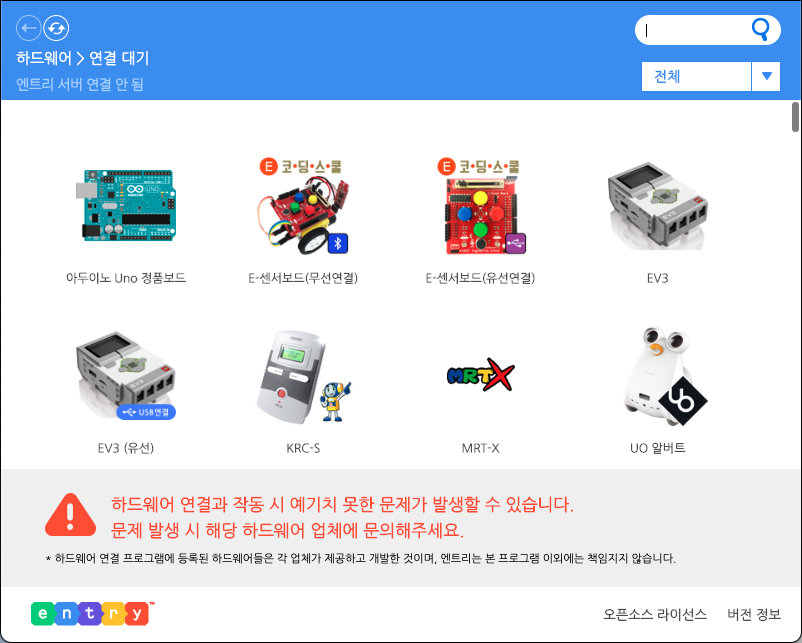 하드웨어 > 연결 대기
엔트리 서버 연결 안 됨
전체
E 코·딩·스·쿨
E 코·딩·스·쿨
UNO
EV3
아두이노 Uno 정품보드
E-센서보드(무선연결)
E-센서보드(유선연결)
EV3
USB연결
MRTX
EV3 (유선)
KRC-S
MRT-X
UO 알버트
하드웨어 연결과 작동 시 예기치 못한 문제가 발생할 수 있습니다.
문제 발생 시 해당 하드웨어 업체에 문의해주세요.
* 하드웨어 연결 프로그램에 등록된 하드웨어들은 각 업체가 제공하고 개발한 것이며, 엔트리는 본 프로그램 이외에는 책임지지 않습니다.
entry™
오픈소스 라이선스
버전 정보